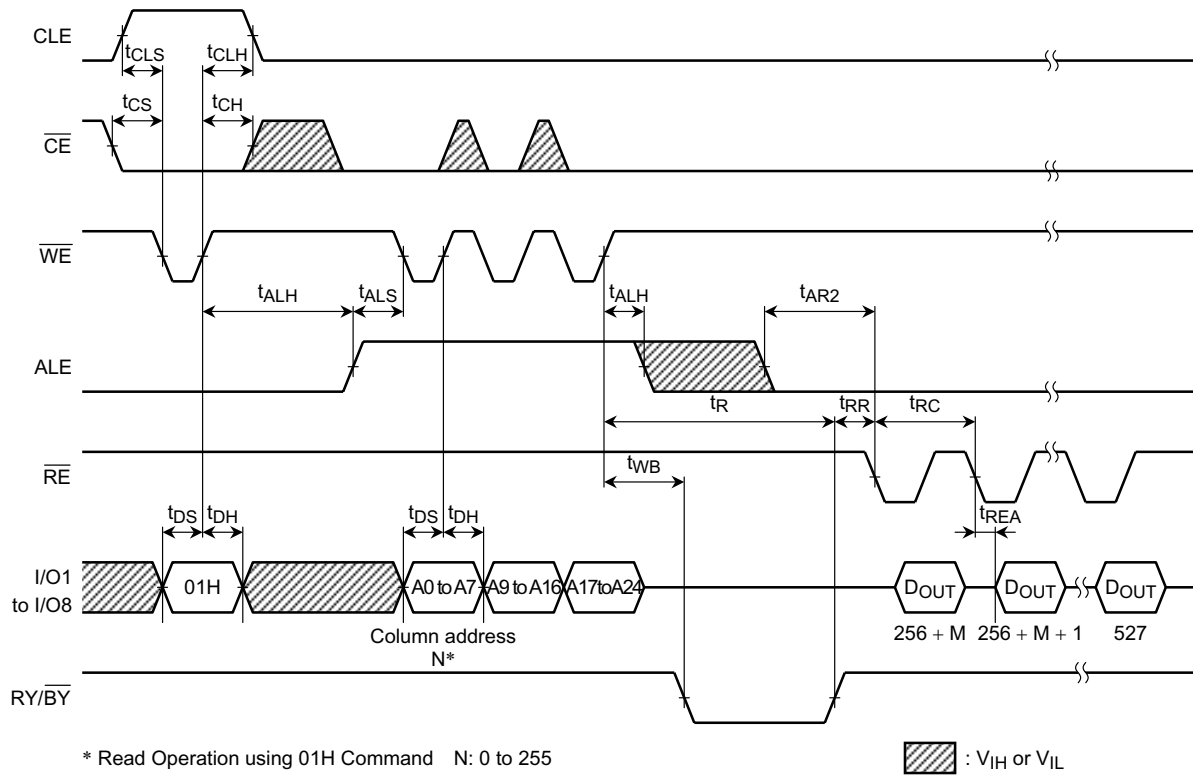 CLE
tCLS
tCLH
tCS
tCH
CE
WE
tALH
tALS
tALH
tAR2
ALE
tR
tRR
tRC
RE
tWB
tDS
tDH
tDS
tDH
tREA
I/O1
to I/O8
01H
A0 to A7
A9 to A16
A17 to A24
DOUT
DOUT
DOUT
256 + M
256 + M + 1
527
Column address
N*
RY/BY
* Read Operation using 01H Command N: 0 to 255
: VIH or VIL